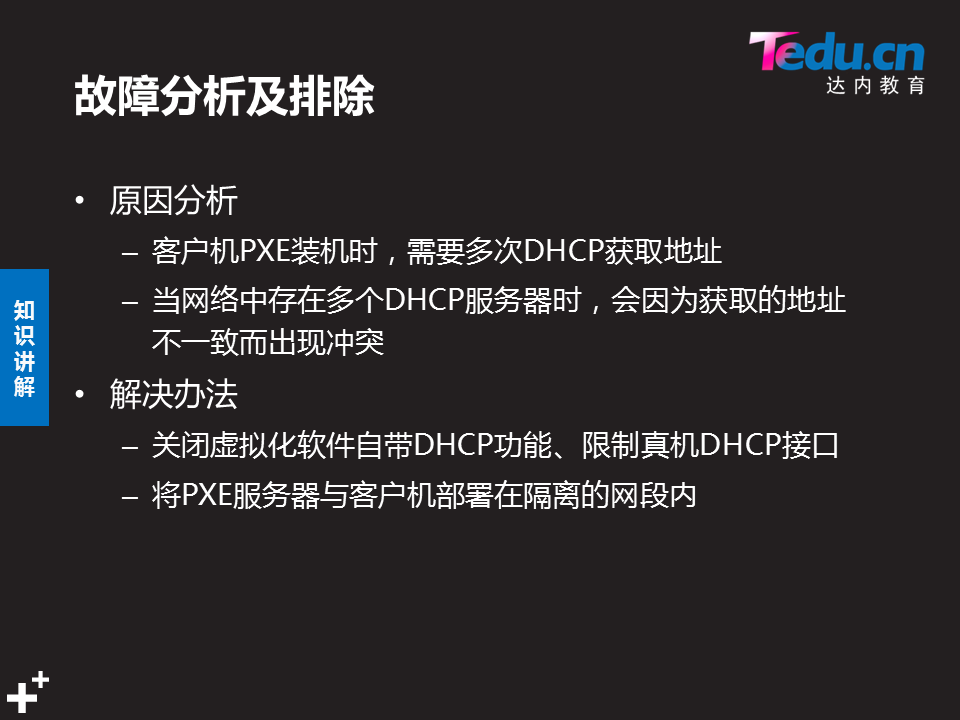 Tedu.cn
达内教育
故障分析及排除
• 原因分析
– 客户机PXE装机时，需要多次DHCP获取地址
– 当网络中存在多个DHCP服务器时，会因为获取的地址
不一致而出现冲突
• 解决办法
– 关闭虚拟化软件自带DHCP功能、限制真机DHCP接口
– 将PXE服务器与客户机部署在隔离的网段内
知识讲解